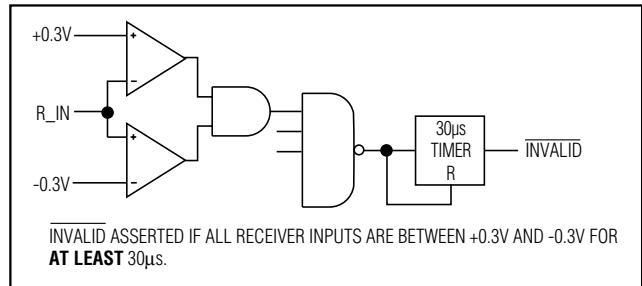 +0.3V
R_IN
-0.3V
+
-
+
-
30µs
TIMER
R
INVALID
INVALID ASSERTED IF ALL RECEIVER INPUTS ARE BETWEEN +0.3V AND -0.3V FOR
AT LEAST 30µs.